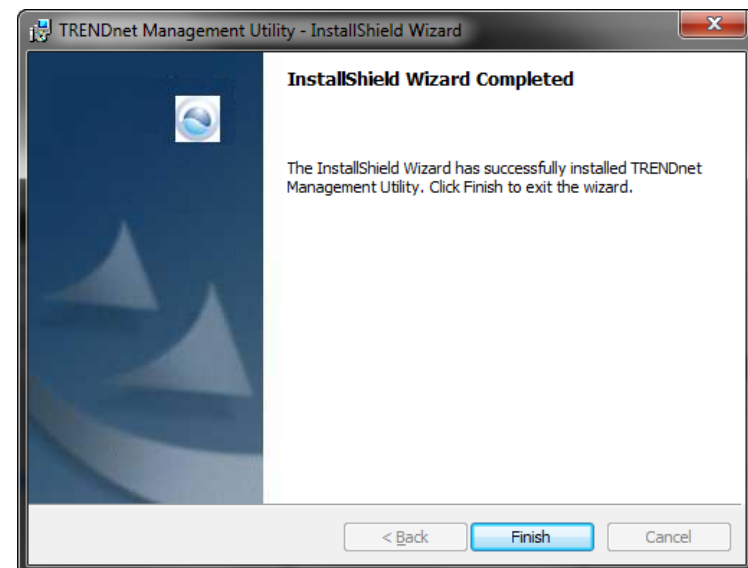 TRENDnet Management Utility - InstallShield Wizard
InstallShield Wizard Completed
The InstallShield Wizard has successfully installed TRENDnet
Management Utility. Click Finish to exit the wizard.
< Back
Finish
Cancel